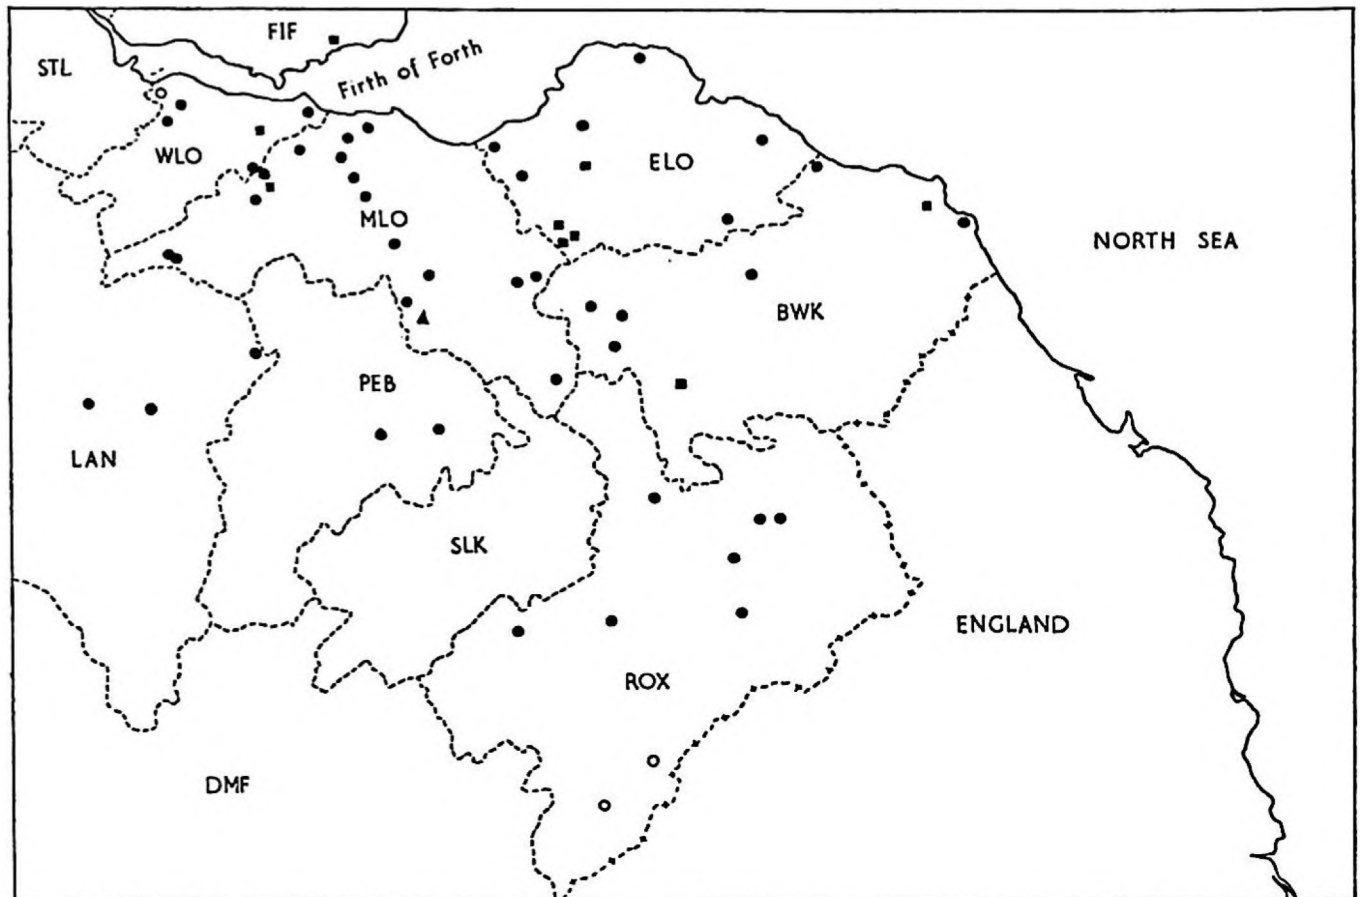 FIF
STL
Firth of Forth
WLO
ELO
MLO
NORTH SEA
BWK
PEB
LAN
SLK
ENGLAND
ROX
DMF